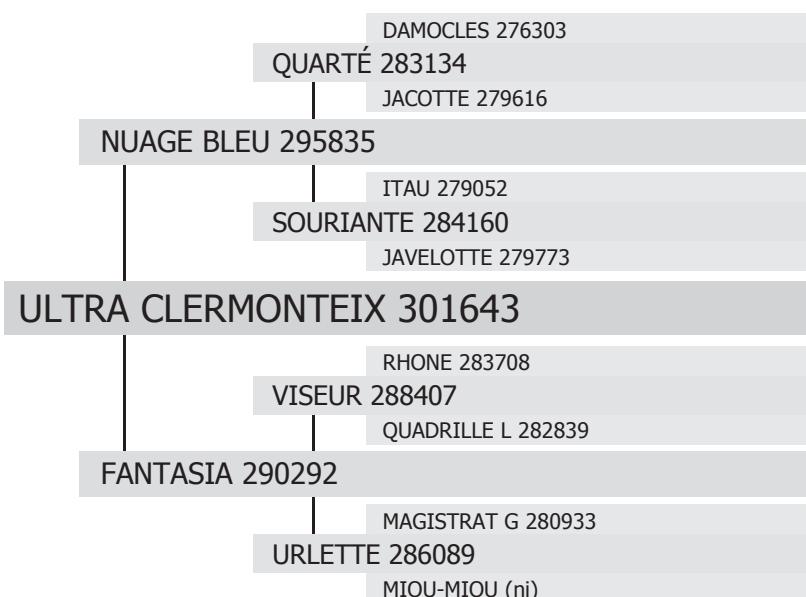 DAMOCLES 276303
QUARTÉ 283134
JACOTTE 279616
NUAGE BLEU 295835
ITAU 279052
SOURIANTE 284160
JAVELOTTE 279773
ULTRA CLERMONTEIX 301643
RHONE 283708
VISEUR 288407
QUADRILLE L 282839
FANTASIA 290292
MAGISTRAT G 280933
URLETTE 286089
MIOU-MIOU (ni)